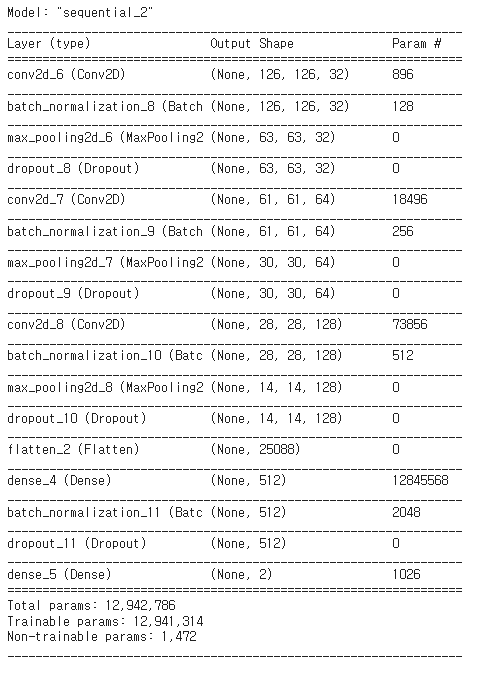 Model: "sequential_2"
_________________________________________________________________
Layer (type)                 Output Shape              Param #
=================================================================
conv2d_6 (Conv2D)            (None, 126, 126, 32)      896
_________________________________________________________________
batch_normalization_8 (Batch (None, 126, 126, 32)      128
_________________________________________________________________
max_pooling2d_6 (MaxPooling2 (None, 63, 63, 32)        0
_________________________________________________________________
dropout_8 (Dropout)          (None, 63, 63, 32)        0
_________________________________________________________________
conv2d_7 (Conv2D)            (None, 61, 61, 64)        18496
_________________________________________________________________
batch_normalization_9 (Batch (None, 61, 61, 64)        256
_________________________________________________________________
max_pooling2d_7 (MaxPooling2 (None, 30, 30, 64)        0
_________________________________________________________________
dropout_9 (Dropout)          (None, 30, 30, 64)        0
_________________________________________________________________
conv2d_8 (Conv2D)            (None, 28, 28, 128)       73856
_________________________________________________________________
batch_normalization_10 (Batc (None, 28, 28, 128)       512
_________________________________________________________________
max_pooling2d_8 (MaxPooling2 (None, 14, 14, 128)       0
_________________________________________________________________
dropout_10 (Dropout)         (None, 14, 14, 128)       0
_________________________________________________________________
flatten_2 (Flatten)          (None, 25088)             0
_________________________________________________________________
dense_4 (Dense)              (None, 512)               12845568
_________________________________________________________________
batch_normalization_11 (Batc (None, 512)               2048
_________________________________________________________________
dropout_11 (Dropout)         (None, 512)               0
_________________________________________________________________
dense_5 (Dense)              (None, 2)                 1026
=================================================================
Total params: 12,942,786
Trainable params: 12,941,314
Non-trainable params: 1,472
_________________________________________________________________